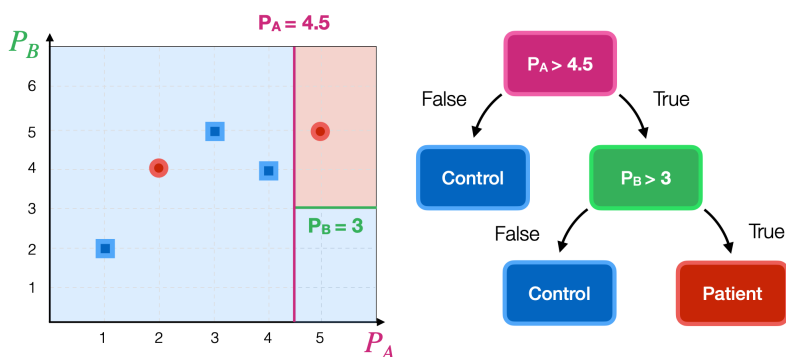 P_A = 4.5
P_B
6
5
4
3
2
1
P_B = 3
1 2 3 4 5
P_A
P_A > 4.5
False
True
Control
P_B > 3
False
True
Control
Patient